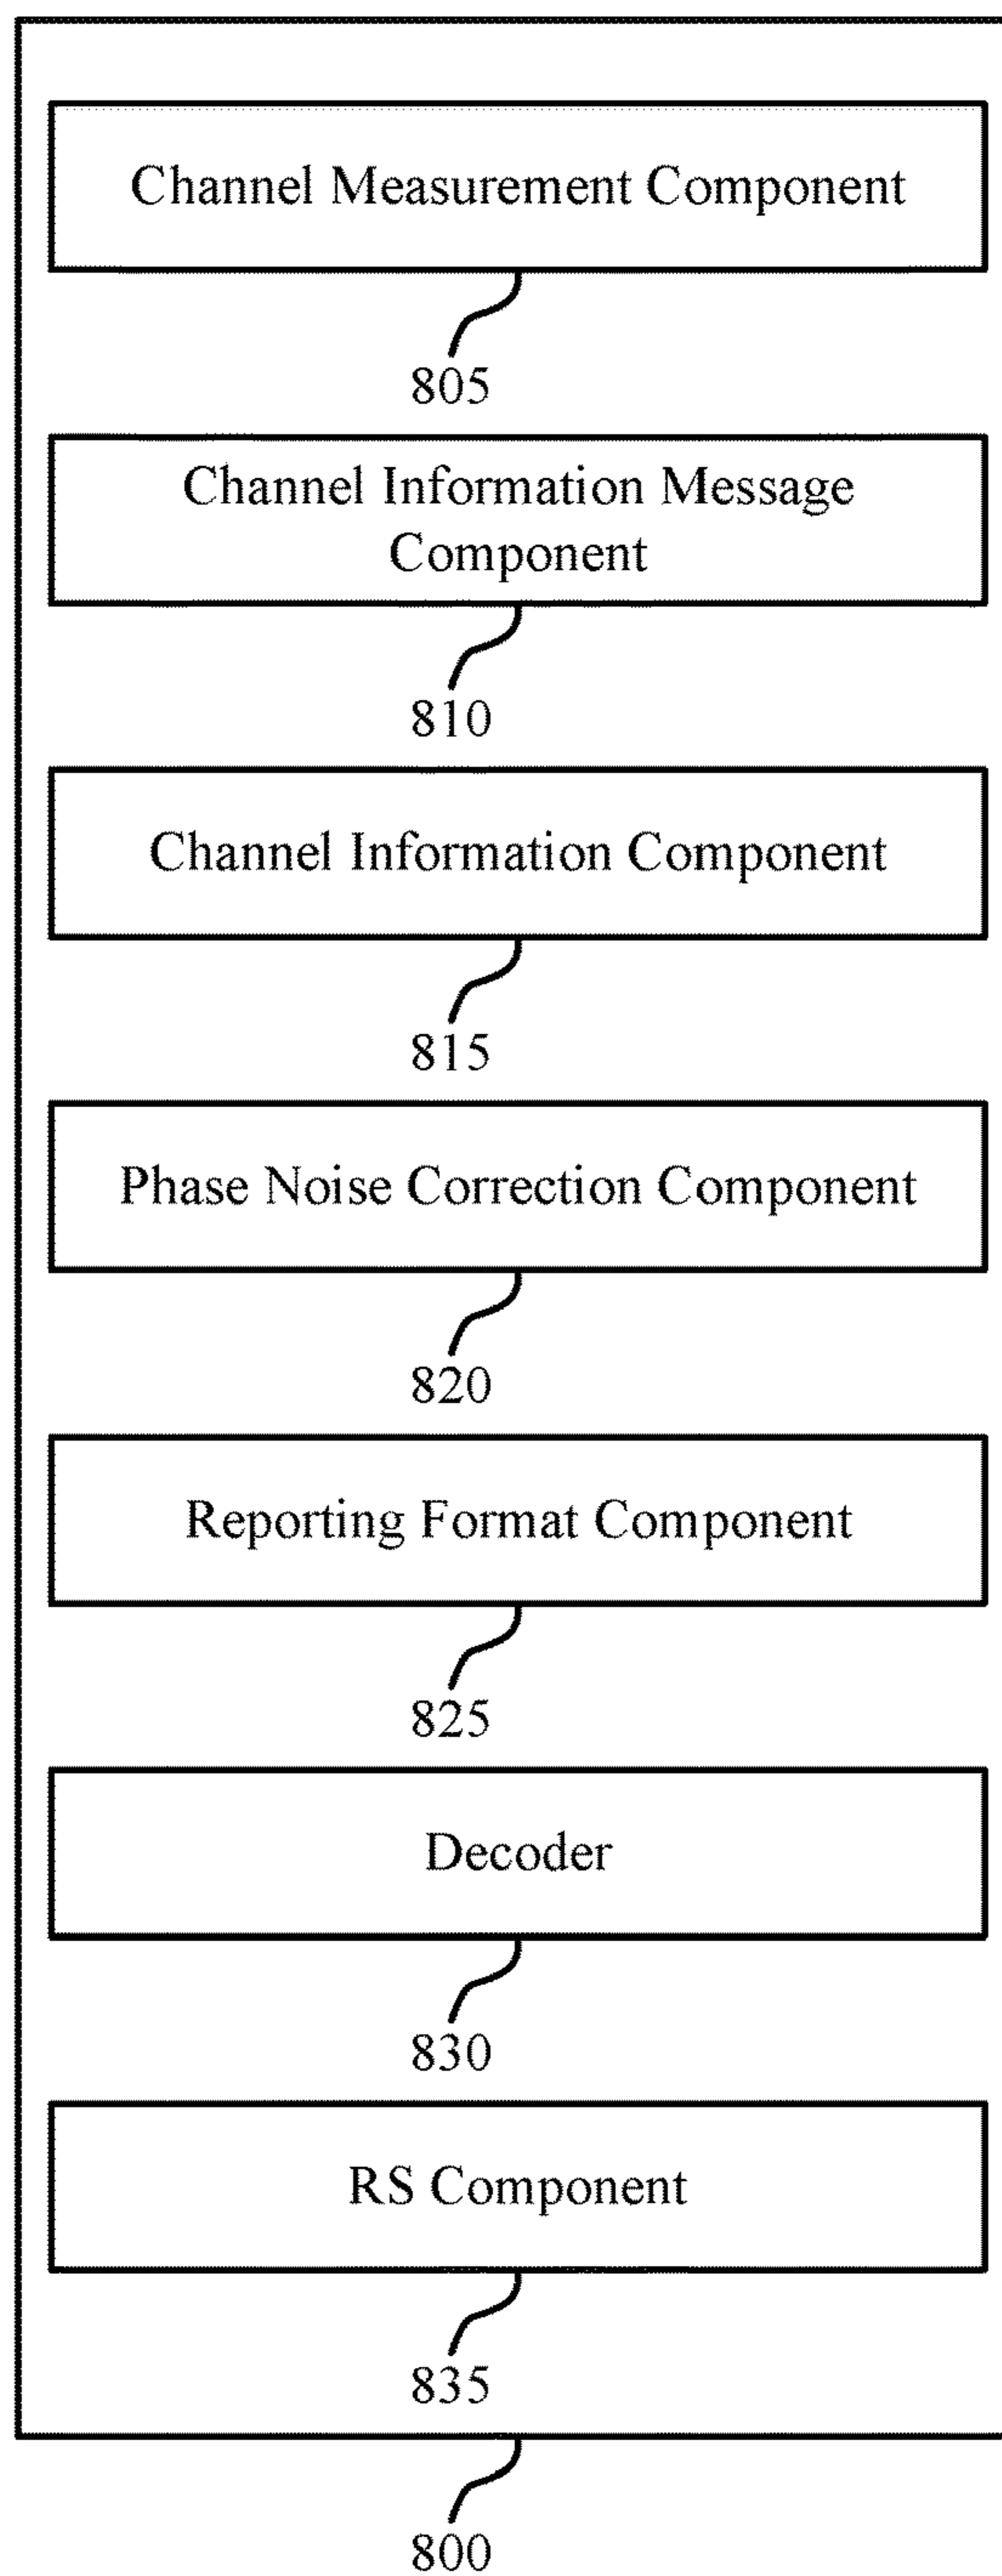 Channel Measurement Component
805
Channel Information Message
Component
810
Channel Information Component
815
Phase Noise Correction Component
820
Reporting Format Component
825
Decoder
830
RS Component
835
800